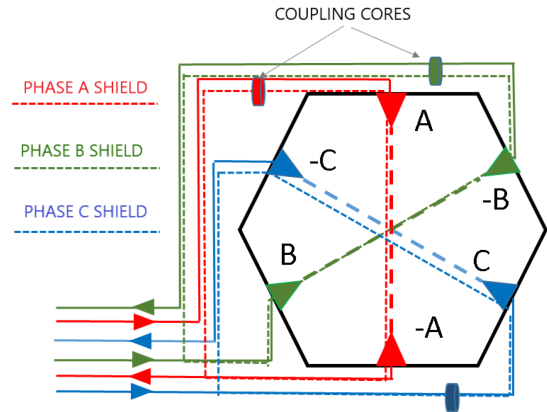 COUPLING CORES
PHASE A SHIELD
A
-C
PHASE B SHIELD
-B
PHASE C SHIELD
B
C
-A